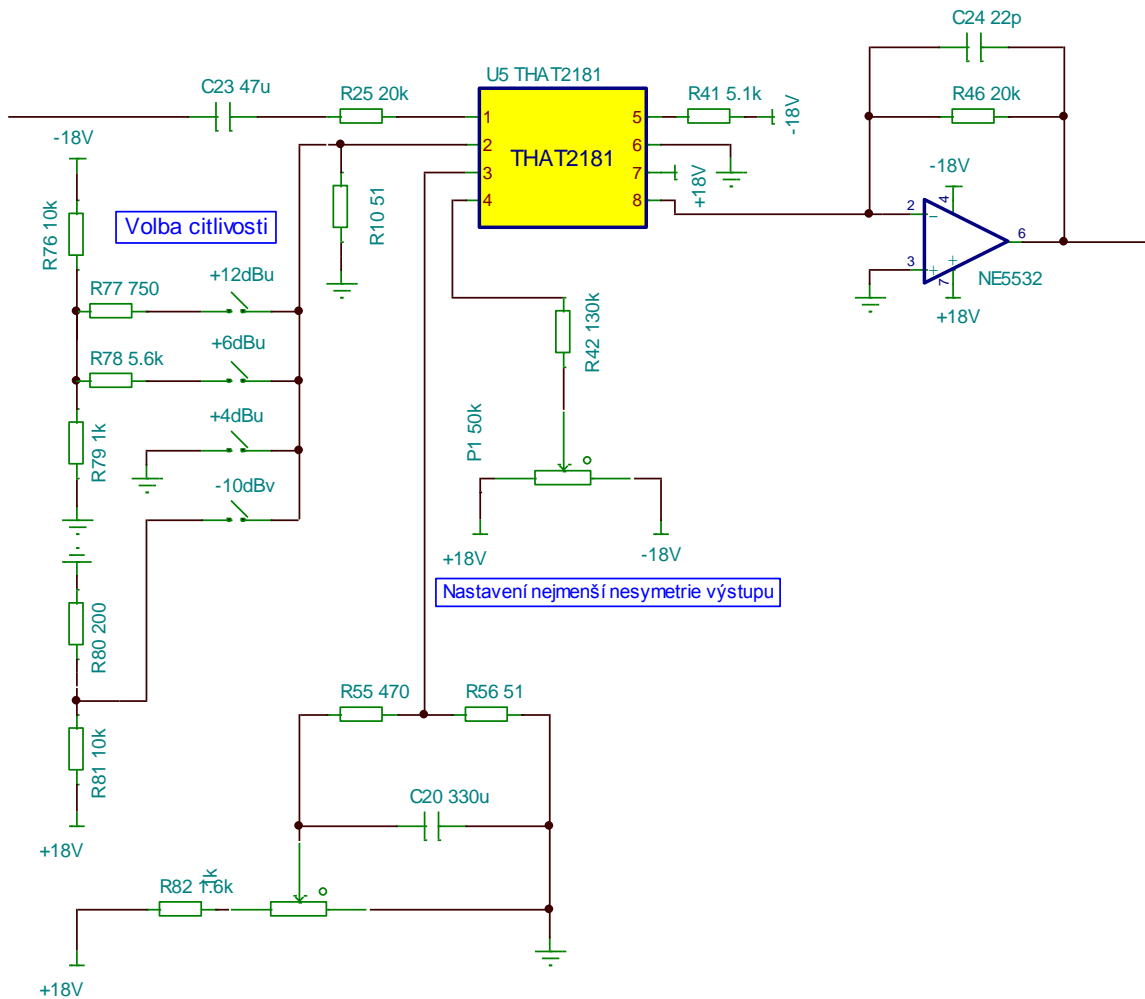 C24 22p
U5 THAT2181
C23 47u
R25 20k
R41 5.1k
-18V
R46 20k
1
2
3
4
THAT2181
5
6
7
8
+18V
-18V
R76 10k
Volba citlivosti
R10 51
-18V
2
3
4
7
6
NE5532
+18V
+12dBu
R77 750
+6dBu
R78 5.6k
R42 130k
+4dBu
R79 1k
-10dBv
P1 50k
+18V
-18V
Nastavení nejmenší nesymetrie výstupu
R80 200
R55 470
R56 51
R81 10k
C20 330u
+18V
R82 1.6k
1k
+18V